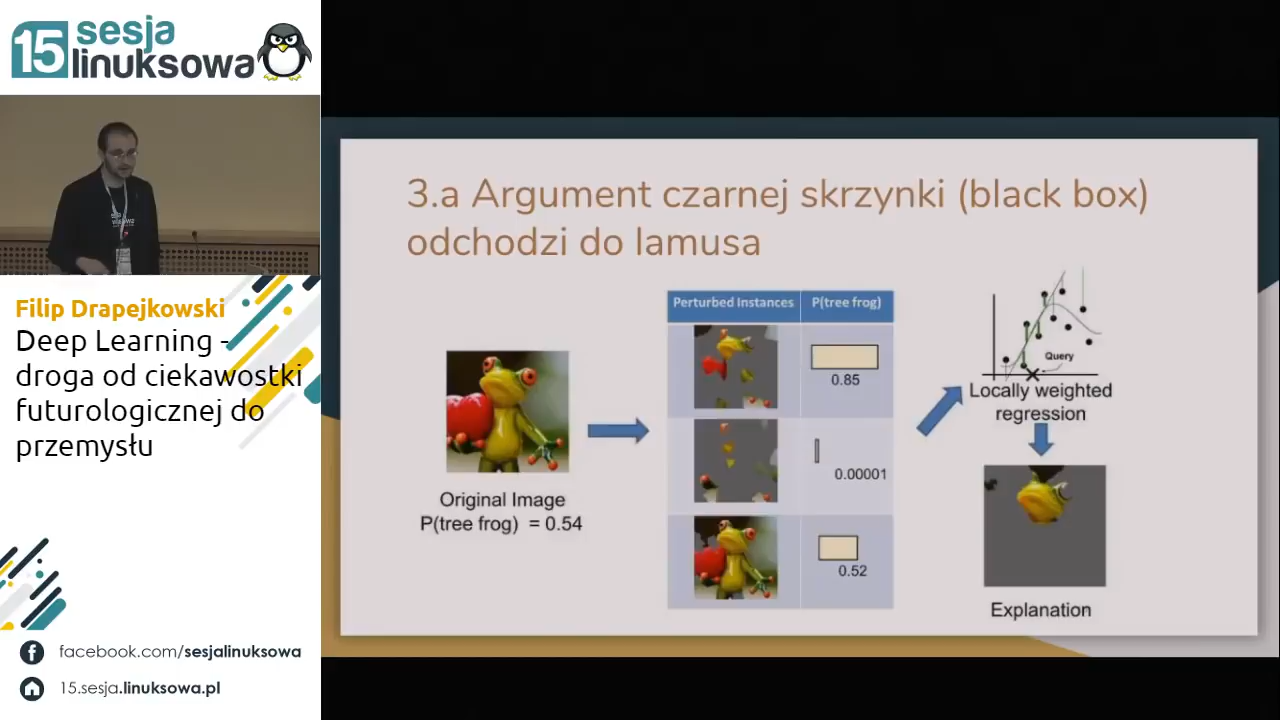 15 sesja
linuksowa
Filip Drapejkowski
Deep Learning -
droga od ciekawostki
futurologicznej do
przemysłu
facebook.com/sesjalinuksowa
15.sesja.linuksowa.pl
3.a Argument czarnej skrzynki (black box)
odchodzi do lamusa
Original Image
P(tree frog) = 0.54
Perturbed Instances
P(tree frog)
0.85
0.00001
0.52
Query
Locally weighted
regression
Explanation